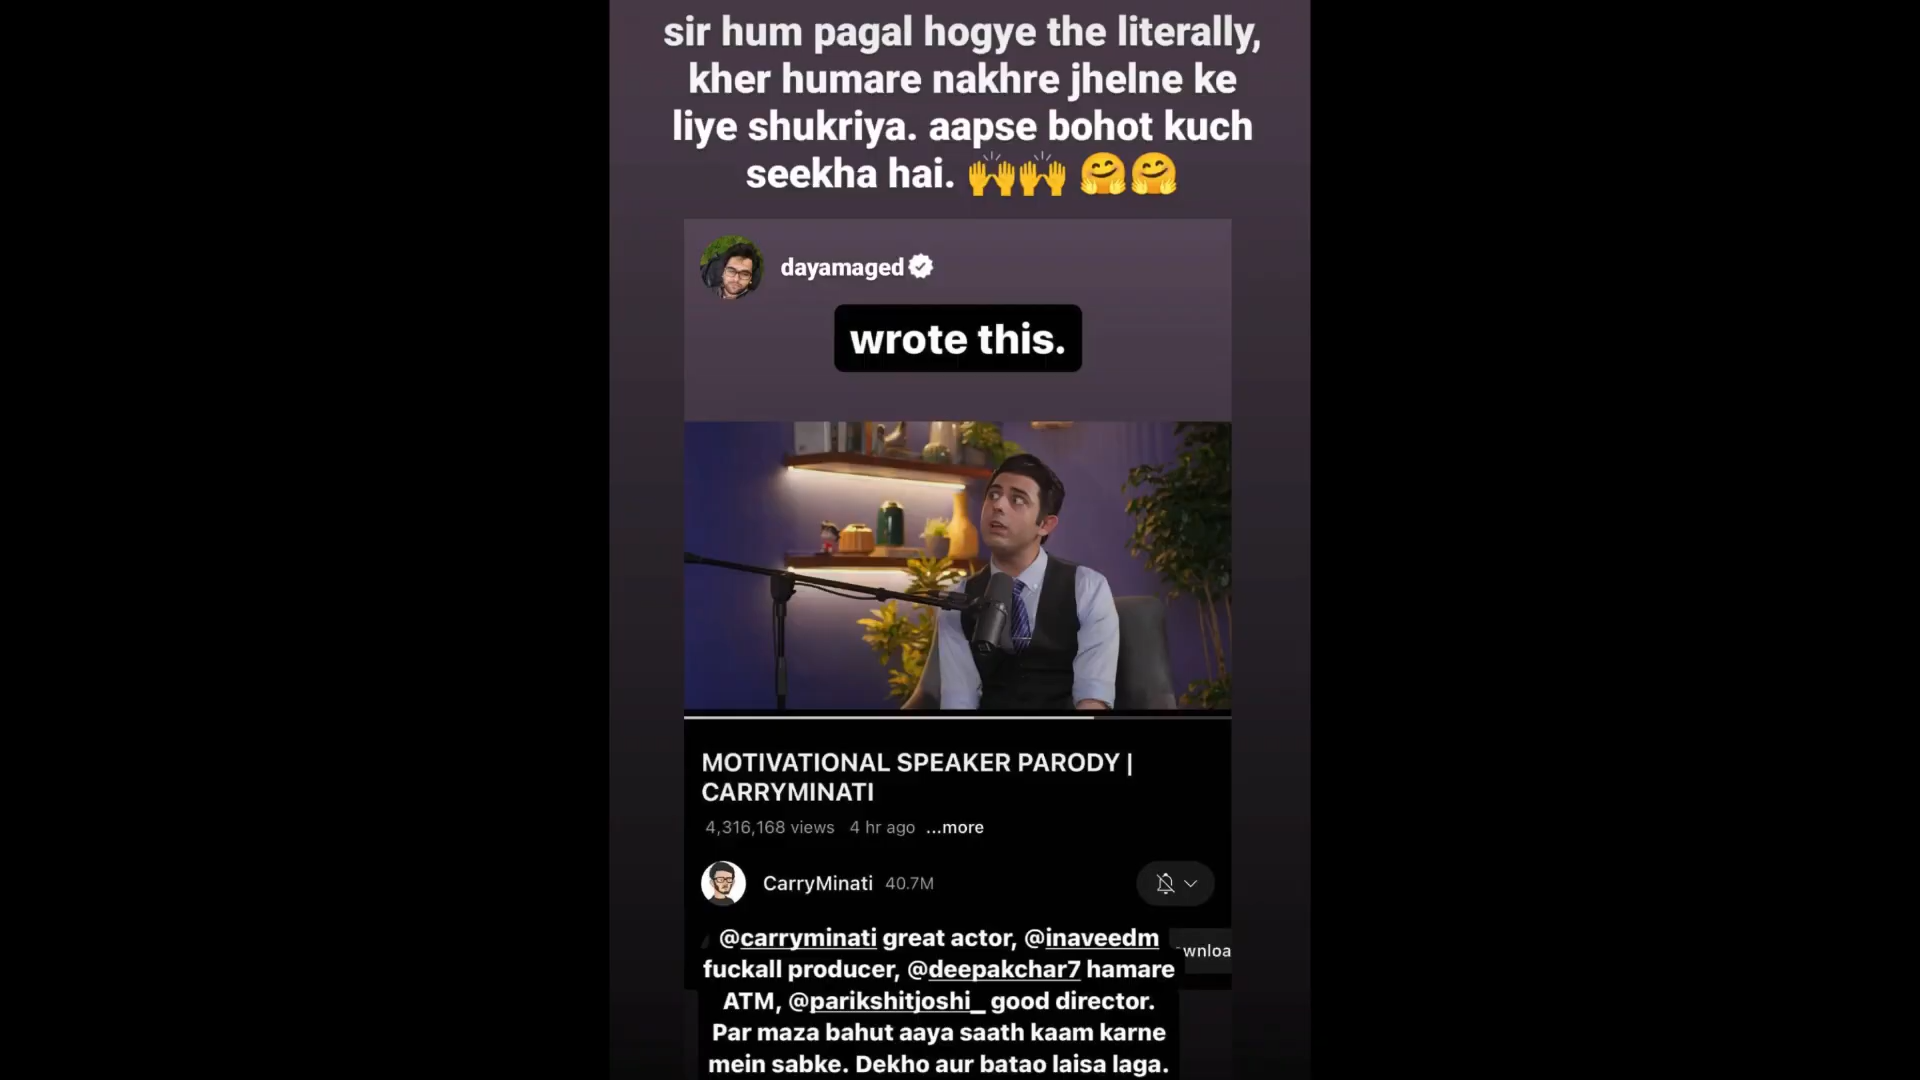 sir hum pagal hogye the literally,
kher humare nakhre jhelne ke
liye shukriya. aapse bohot kuch
seekha hai. 🙌🙌 🤗🤗
dayamaged
wrote this.
MOTIVATIONAL SPEAKER PARODY |
CARRYMINATI
4,316,168 views 4 hr ago ...more
CarryMinati 40.7M
@carryminati great actor, @inaveedm
wnloa
fuckall producer, @deepakchar7 hamare
ATM, @parikshitjoshi_ good director.
Par maza bahut aaya saath kaam karne
mein sabke. Dekho aur batao laisa laga.